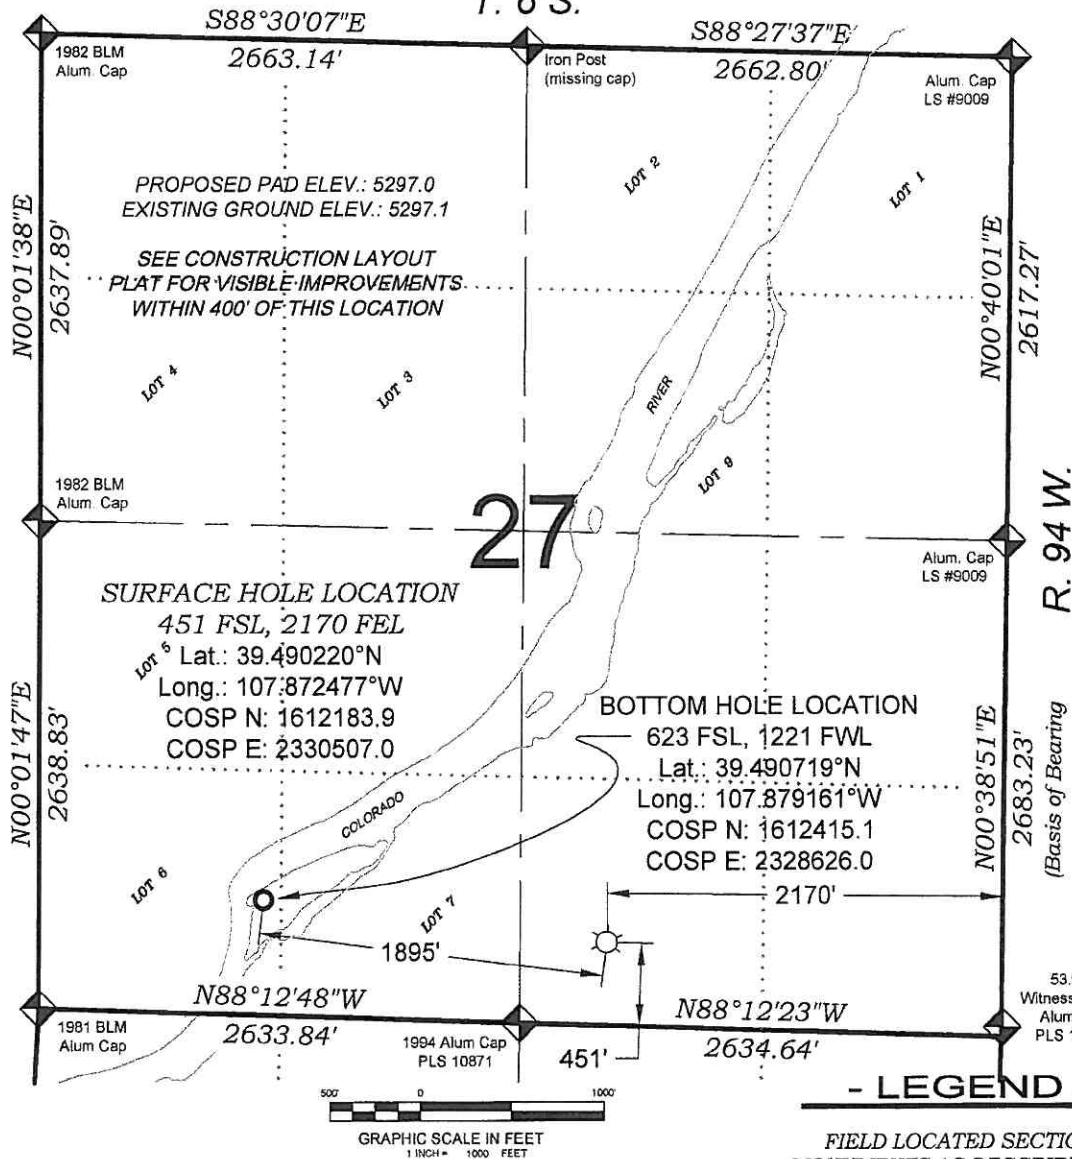 T. 6 S.
S88°30'07"E
2663.14'
S88°27'37"E
2662.80'
1982 BLM
Alum. Cap
Iron Post
(missing cap)
Alum. Cap
LS #9009
LOT 2
LOT 1
PROPOSED PAD ELEV.: 5297.0
EXISTING GROUND ELEV.: 5297.1
SEE CONSTRUCTION LAYOUT
PLAT FOR VISIBLE IMPROVEMENTS
WITHIN 400' OF THIS LOCATION
N00°01'38"E
2637.89'
N00°40'01"E
2617.27'
LOT 4
LOT 3
RIVER
LOT 8
1982 BLM
Alum. Cap
27
Alum. Cap
LS #9009
R. 94 W.
SURFACE HOLE LOCATION
451 FSL, 2170 FEL
LOT 5
Lat.: 39.490220°N
Long.: 107.872477°W
COSP N: 1612183.9
COSP E: 2330507.0
BOTTOM HOLE LOCATION
623 FSL, 1221 FWL
Lat.: 39.490719°N
Long.: 107.879161°W
COSP N: 1612415.1
COSP E: 2328626.0
N00°01'47"E
2638.83'
N00°38'51"E
2683.23'
(Basis of Bearing
COLORADO
LOT 6
LOT 7
2170'
1895'
N88°12'48"W
2633.84'
N88°12'23"W
2634.64'
451'
1981 BLM
Alum Cap
1994 Alum Cap
PLS 10871
53.
Witness
Alum
PLS 1
500'
0
1000
GRAPHIC SCALE IN FEET
1 INCH = 1000 FEET
- LEGEND
FIELD LOCATED SECTIO